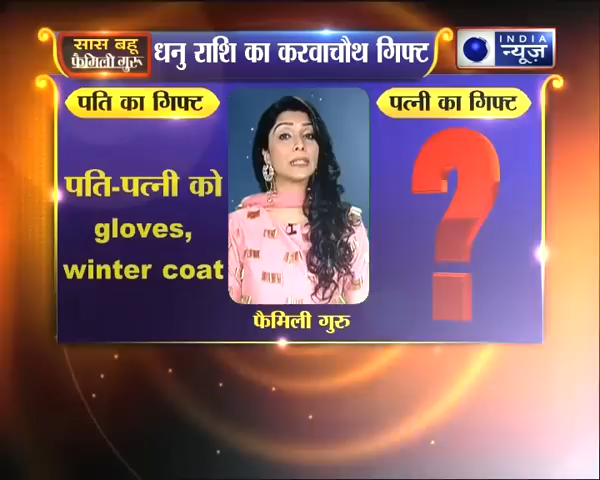 सास बहू
फैमिली गुरु
धनु राशि का करवाचौथ गिफ्ट
INDIA
न्यूज़
पति का गिफ्ट
पत्नी का गिफ्ट
पति-पत्नी को
gloves,
winter coat
?
फैमिली गुरु